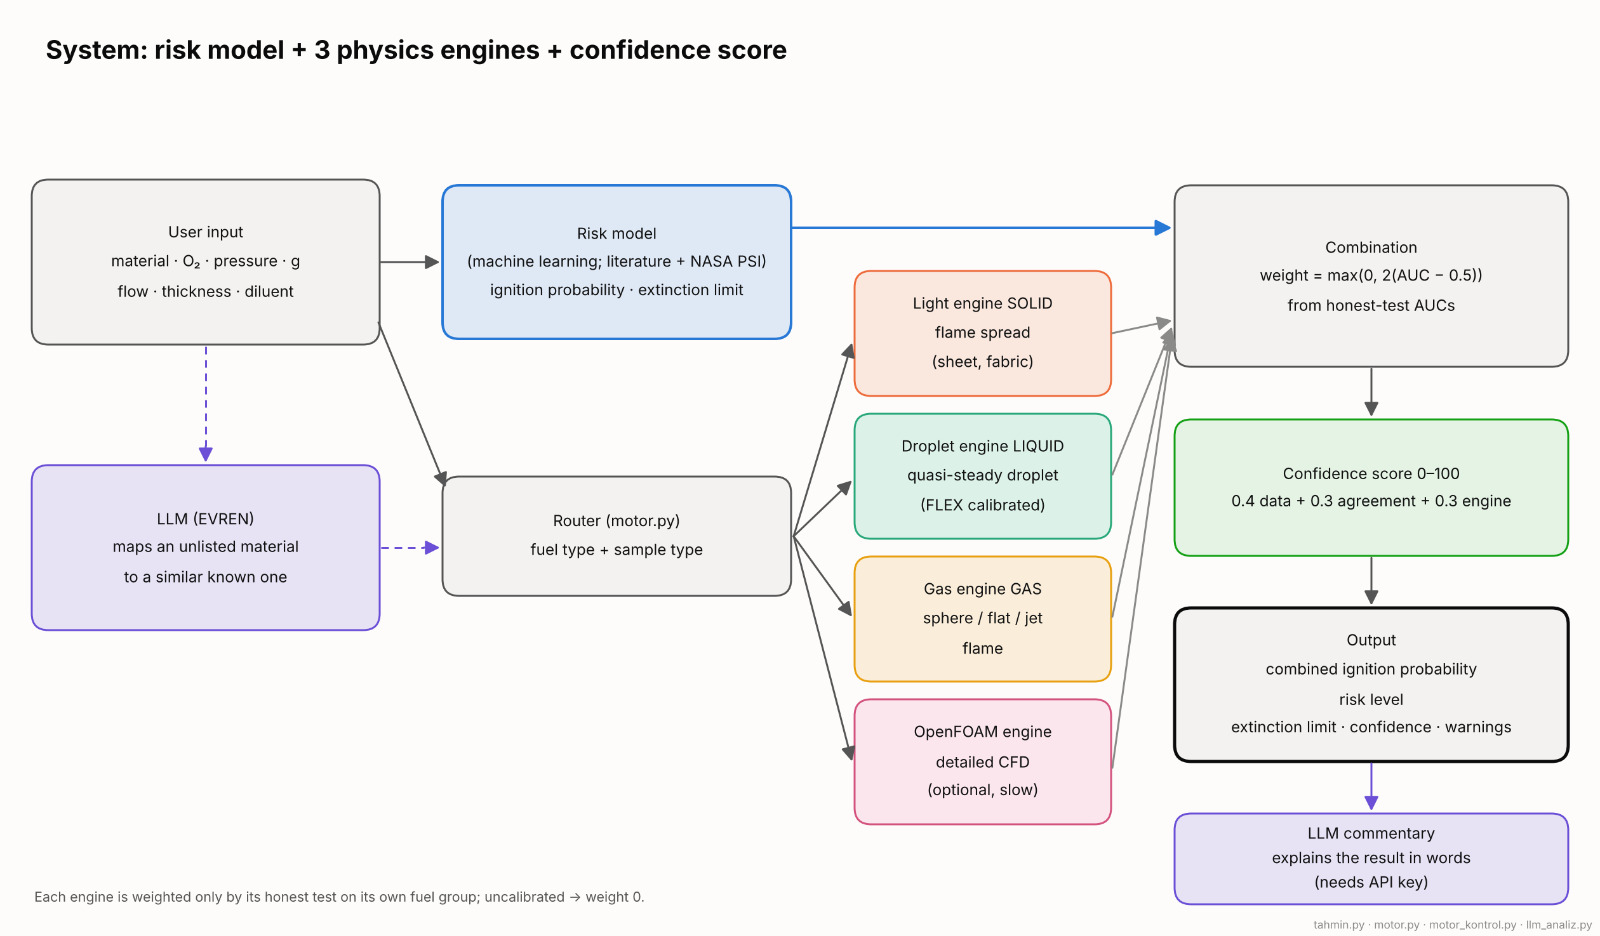 System: risk model + 3 physics engines + confidence score
User input
material · O₂ · pressure · g
flow · thickness · diluent
Risk model
(machine learning; literature + NASA PSI)
ignition probability · extinction limit
LLM (EVREN)
maps an unlisted material
to a similar known one
Router (motor.py)
fuel type + sample type
Light engine SOLID
flame spread
(sheet, fabric)
Droplet engine LIQUID
quasi-steady droplet
(FLEX calibrated)
Gas engine GAS
sphere / flat / jet
flame
OpenFOAM engine
detailed CFD
(optional, slow)
Combination
weight = max(0, 2(AUC − 0.5))
from honest-test AUCs
Confidence score 0–100
0.4 data + 0.3 agreement + 0.3 engine
Output
combined ignition probability
risk level
extinction limit · confidence · warnings
LLM commentary
explains the result in words
(needs API key)
Each engine is weighted only by its honest test on its own fuel group; uncalibrated → weight 0.
tahmin.py · motor.py · motor_kontrol.py · llm_analiz.py